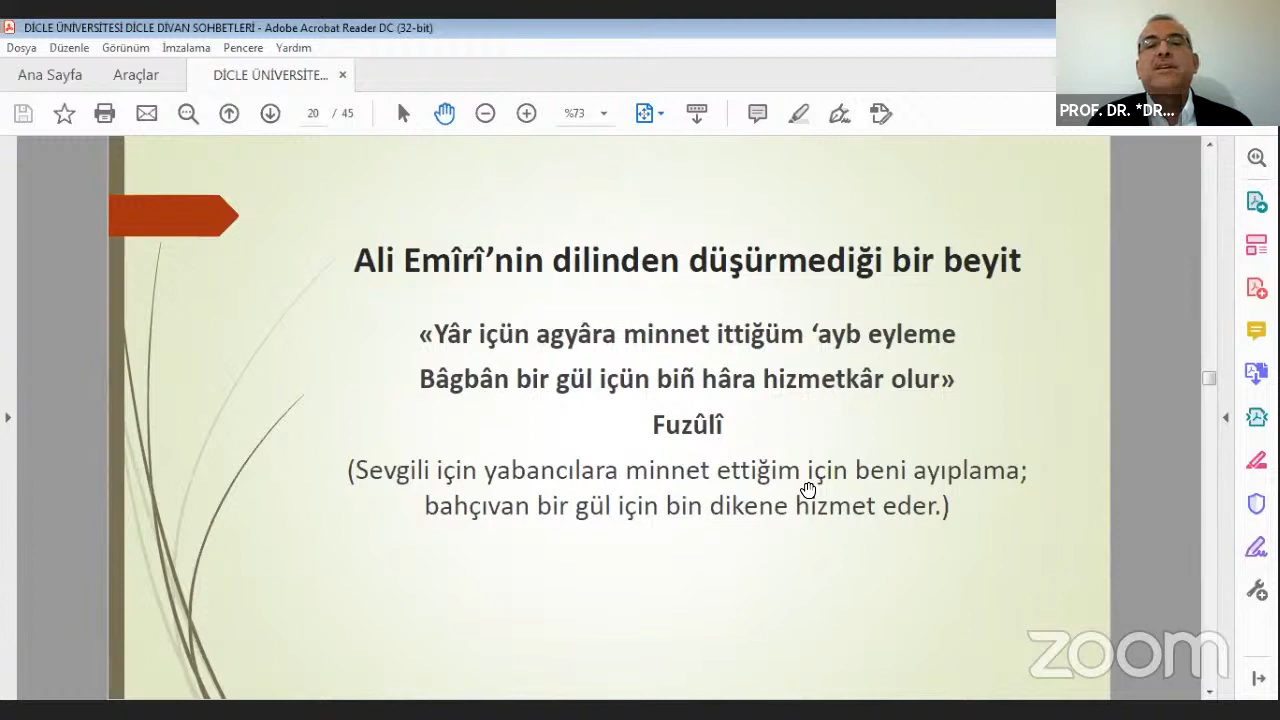 DİCLE ÜNİVERSİTESİ DİCLE DİVAN SOHBETLERİ - Adobe Acrobat Reader DC (32-bit)
Dosya Düzenle Görünüm İmzalama Pencere Yardım
Ana Sayfa Araçlar DİCLE ÜNİVERSİTE... ×
20 / 45 %73
PROF. DR. *DR...
Ali Emîrî’nin dilinden düşürmediği bir beyit
«Yâr içün agyâra minnet ittiğüm ‘ayb eyleme
Bâgbân bir gül içün biñ hâra hizmetkâr olur»
Fuzûlî
(Sevgili için yabancılara minnet ettiğim için beni ayıplama;
bahçıvan bir gül için bin dikene hizmet eder.)
zoom